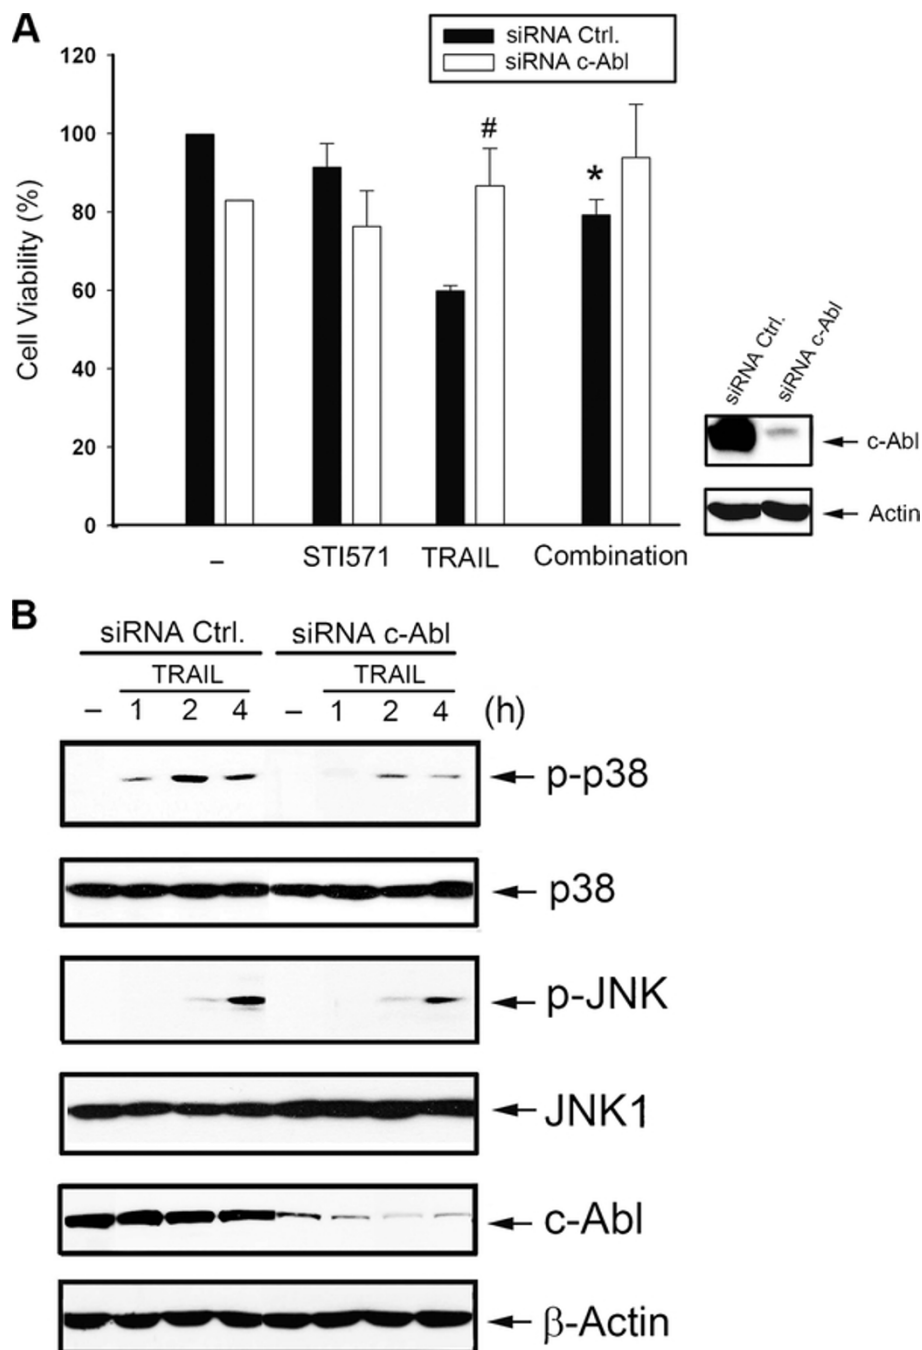 A
siRNA Ctrl.
siRNA c-Abl
120
100
80
60
40
20
0
Cell Viability (%)
#
*
– STI571 TRAIL Combination
siRNA Ctrl. siRNA c-Abl
c-Abl
Actin
B
siRNA Ctrl. siRNA c-Abl
TRAIL TRAIL
– 1 2 4 – 1 2 4 (h)
p-p38
p38
p-JNK
JNK1
c-Abl
β-Actin